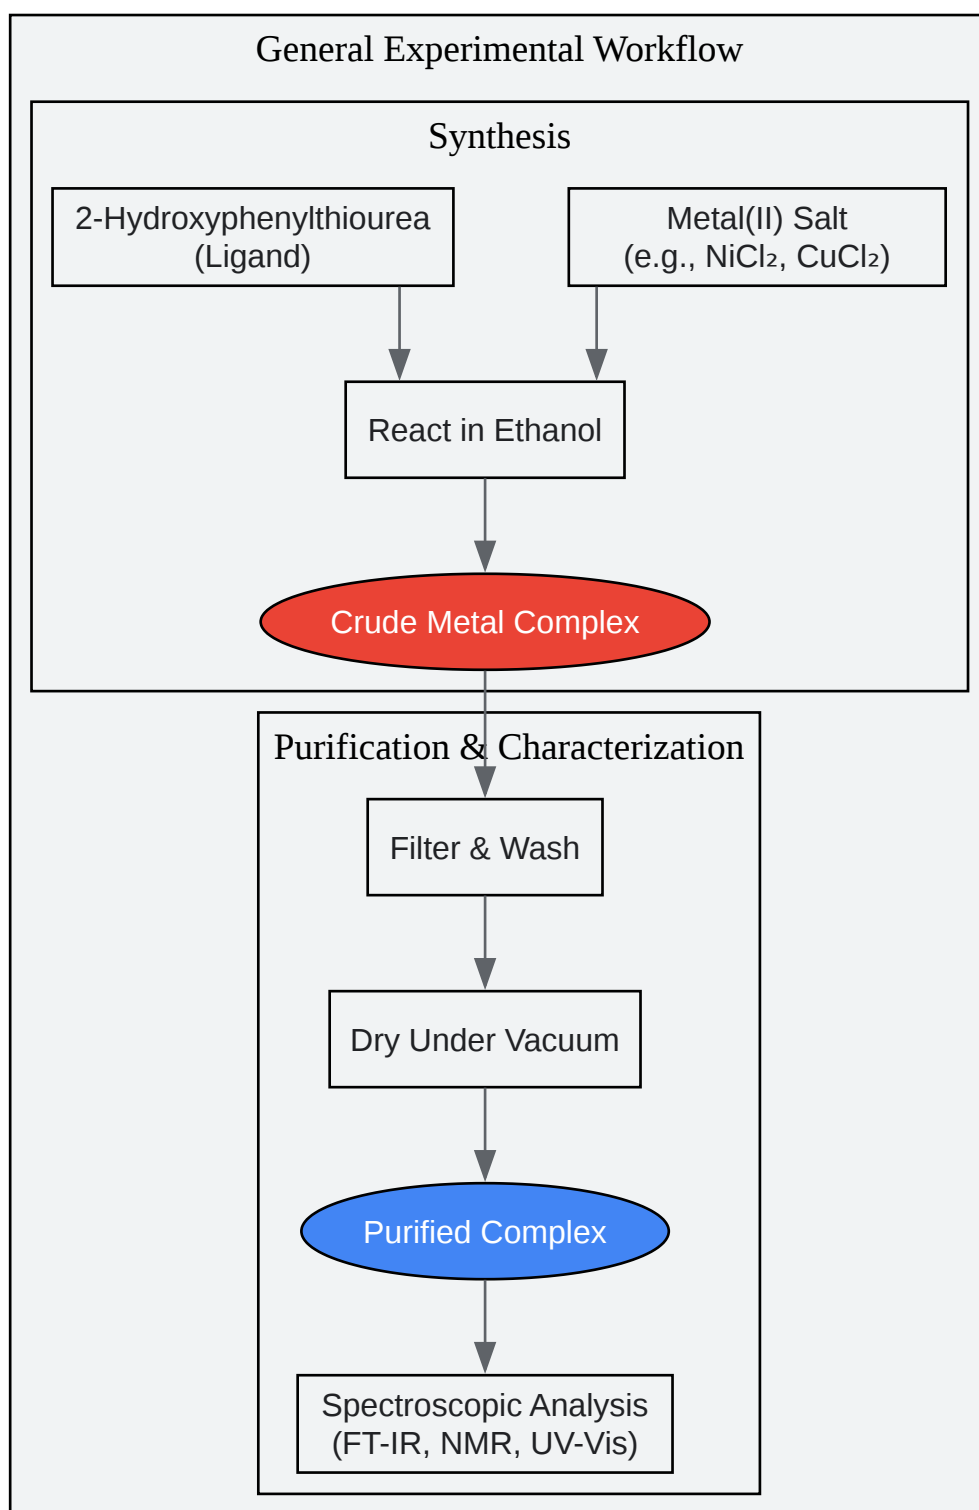 General Experimental Workflow
Synthesis
2-Hydroxyphenylthiourea
(Ligand)
Metal(II) Salt
(e.g., NiCl₂, CuCl₂)
React in Ethanol
Crude Metal Complex
Purification & Characterization
Filter & Wash
Dry Under Vacuum
Purified Complex
Spectroscopic Analysis
(FT-IR, NMR, UV-Vis)